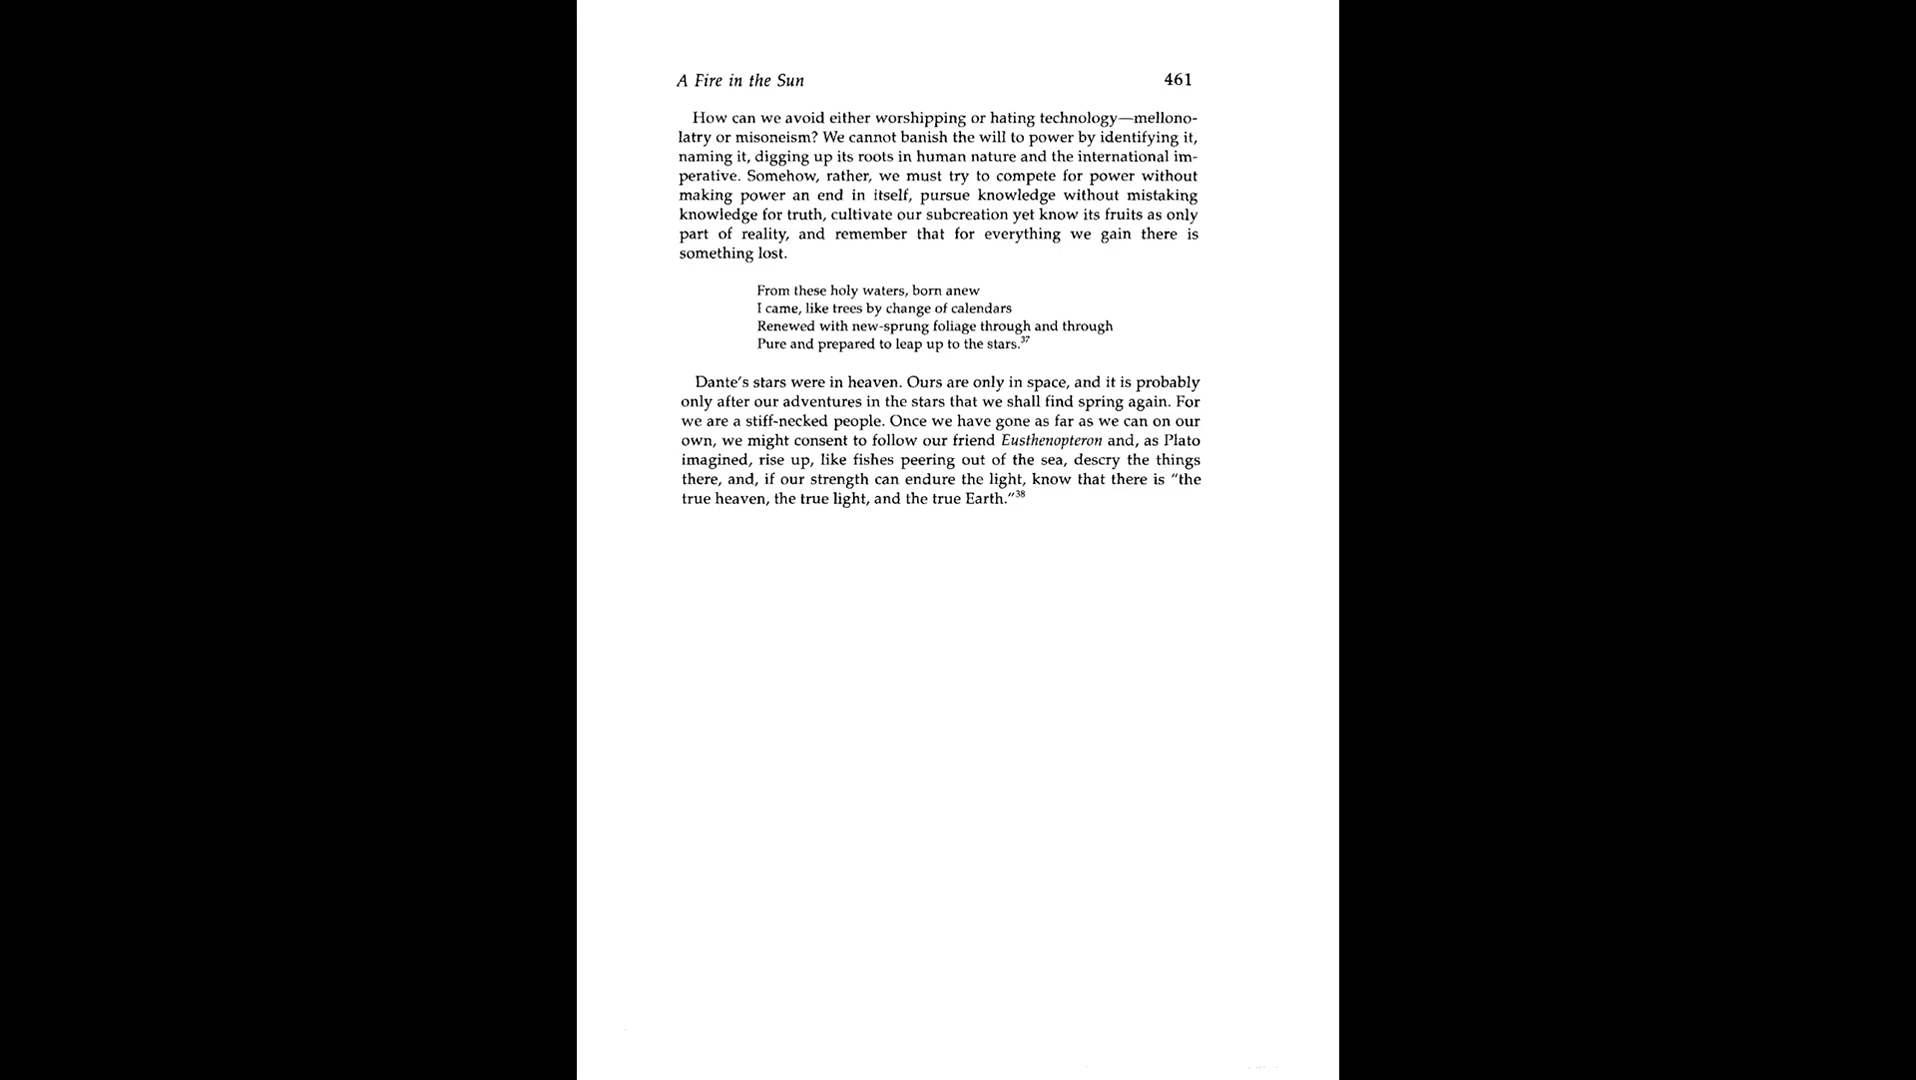 A Fire in the Sun 461
How can we avoid either worshipping or hating technology—mellono-
latry or misoneism? We cannot banish the will to power by identifying it,
naming it, digging up its roots in human nature and the international im-
perative. Somehow, rather, we must try to compete for power without
making power an end in itself, pursue knowledge without mistaking
knowledge for truth, cultivate our subcreation yet know its fruits as only
part of reality, and remember that for everything we gain there is
something lost.
From these holy waters, born anew
I came, like trees by change of calendars
Renewed with new-sprung foliage through and through
Pure and prepared to leap up to the stars.37
Dante's stars were in heaven. Ours are only in space, and it is probably
only after our adventures in the stars that we shall find spring again. For
we are a stiff-necked people. Once we have gone as far as we can on our
own, we might consent to follow our friend Eusthenopteron and, as Plato
imagined, rise up, like fishes peering out of the sea, descry the things
there, and, if our strength can endure the light, know that there is "the
true heaven, the true light, and the true Earth."38